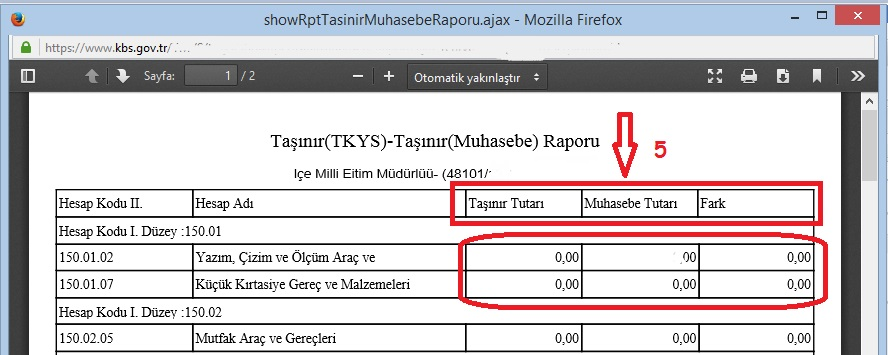 showRptTasinirMuhasebeRaporu.ajax - Mozilla Firefox
https://www.kbs.gov.tr/
Sayfa: 1 / 2 Otomatik yakınlaştır
Taşınır(TKYS)-Taşınır(Muhasebe) Raporu
5
İlçe Milli Eitim Müdürlüü- (48101/
Hesap Kodu II. Hesap Adı Taşınır Tutarı Muhasebe Tutarı Fark
Hesap Kodu I. Düzey :150.01
150.01.02 Yazım, Çizim ve Ölçüm Araç ve 0,00 ,00 0,00
150.01.07 Küçük Kırtasiye Gereç ve Malzemeleri 0,00 0,00 0,00
Hesap Kodu I. Düzey :150.02
150.02.05 Mutfak Araç ve Gereçleri 0,00 0,00 0,00